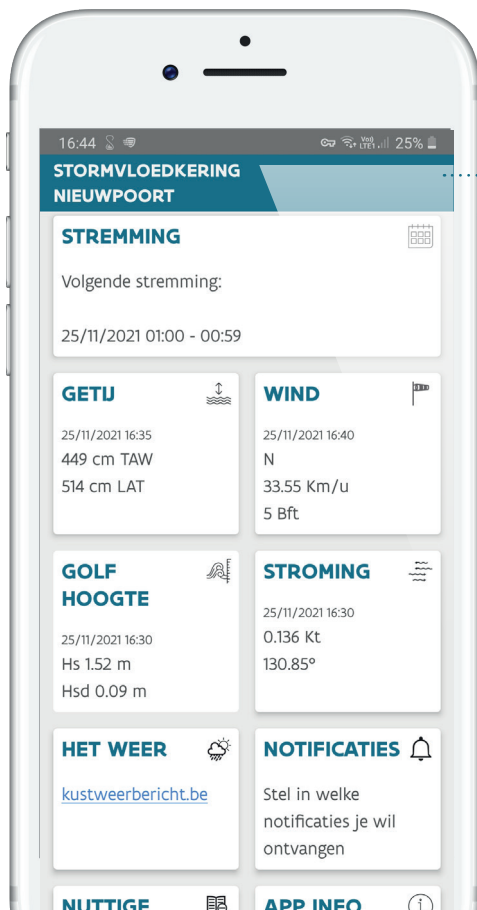 16:44 25%
STORMVLOEDKERING
NIEUWPOORT
STREMMING
Volgende stremming:
25/11/2021 01:00 - 00:59
GETIJ
25/11/2021 16:35
449 cm TAW
514 cm LAT
WIND
25/11/2021 16:40
N
33.55 Km/u
5 Bft
GOLF
HOOGTE
25/11/2021 16:30
Hs 1.52 m
Hsd 0.09 m
STROMING
25/11/2021 16:30
0.136 Kt
130.85°
HET WEER
kustweerbericht.be
NOTIFICATIES
Stel in welke
notificaties je wil
ontvangen
NUTTIGE
APP INFO